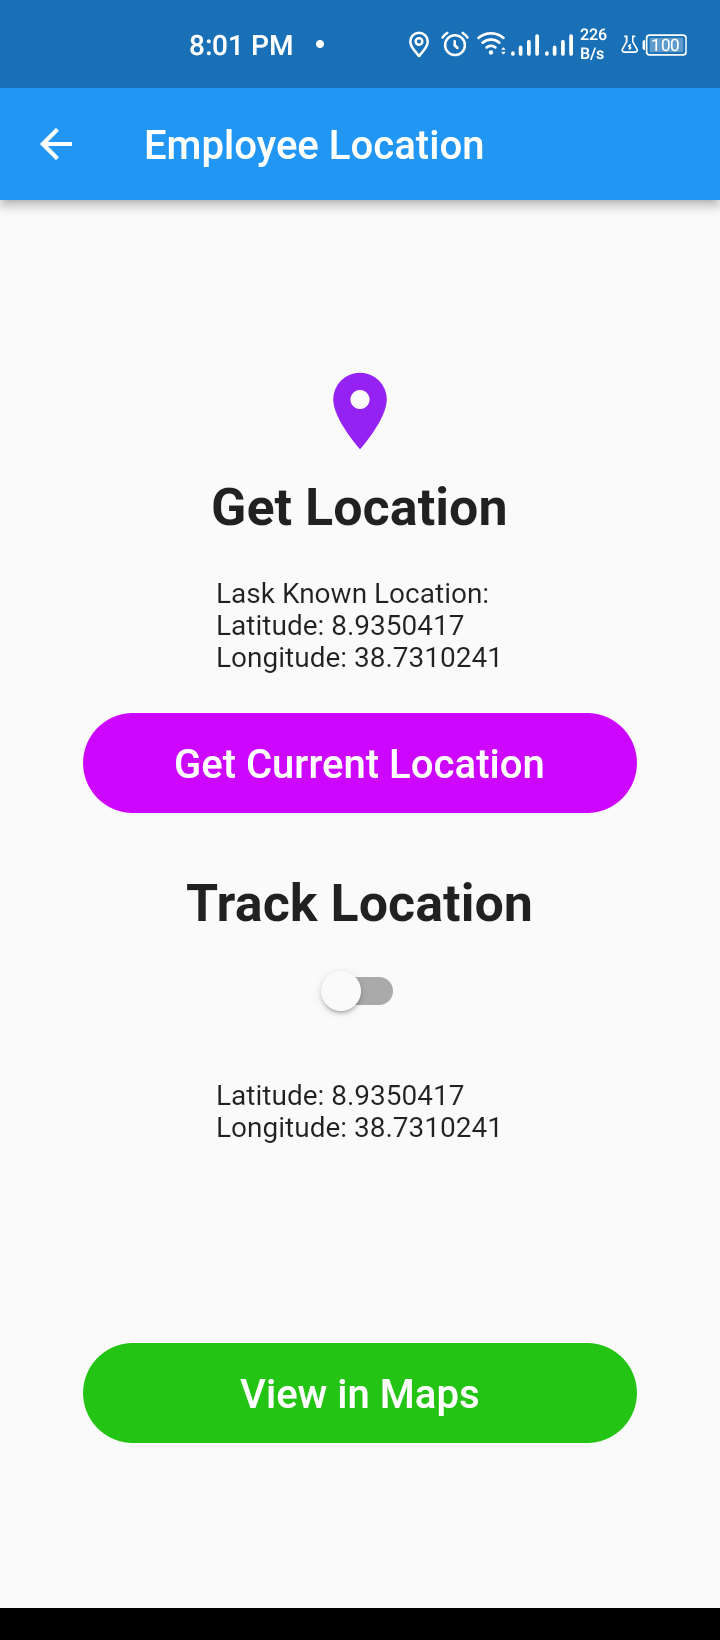 8:01 PM
226
B/s
100
Employee Location
Get Location
Lask Known Location:
Latitude: 8.9350417
Longitude: 38.7310241
Get Current Location
Track Location
Latitude: 8.9350417
Longitude: 38.7310241
View in Maps